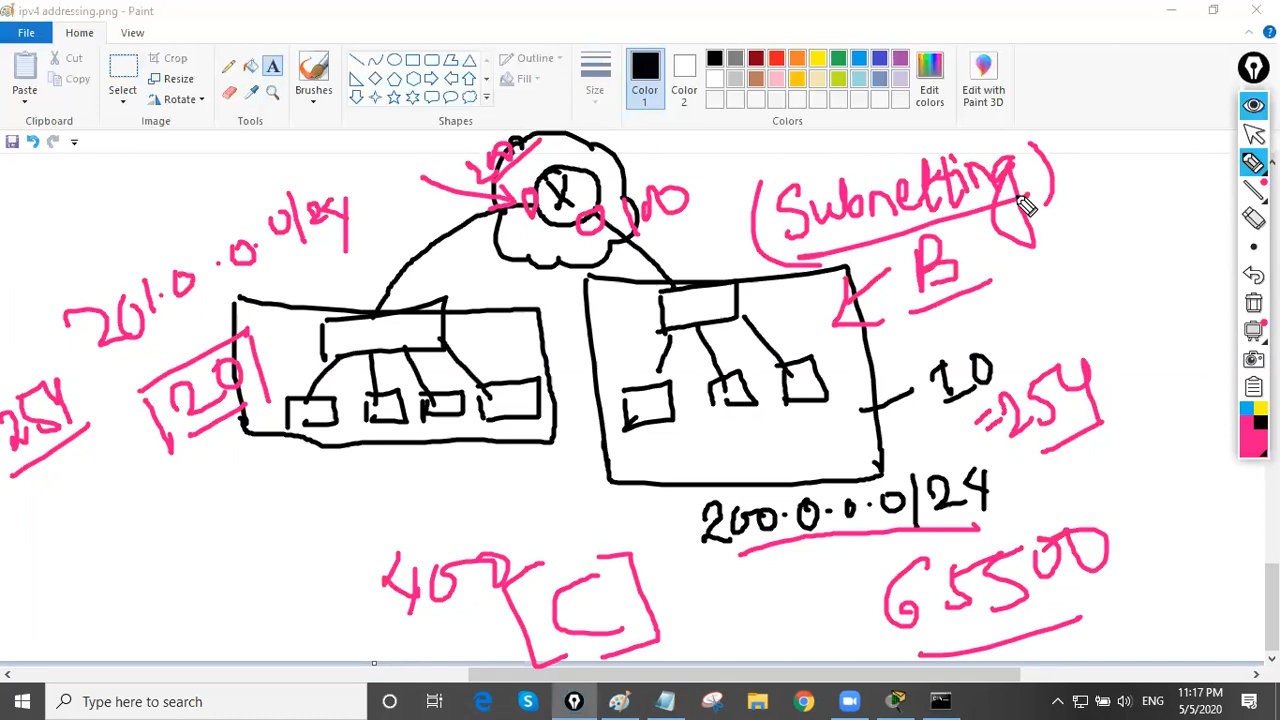 ipv4 addressing.png - Paint
File
Home
View
Paste
Cut
Copy
Clipboard
Select
Crop
Resize
Rotate
Image
Tools
Brushes
Shapes
Outline
Fill
Size
Color 1
Color 2
Colors
Edit colors
Edit with Paint 3D
X
(Subnetting)
B
201.0.0.0/24
100
20
254
10
=254
200.0.0.0/24
400
C
65500
Type here to search
ENG
11:17 PM
5/5/2020